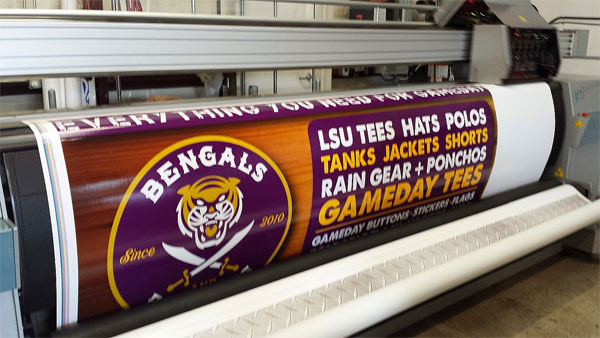 EVERYTHING YOU NEED FOR GAMEDAY
BENGALS
Since 2010
AND
LSU TEES HATS POLOS
TANKS JACKETS SHORTS
RAIN GEAR + PONCHOS
GAMEDAY TEES
GAMEDAY BUTTONS·STICKERS·FLAGS